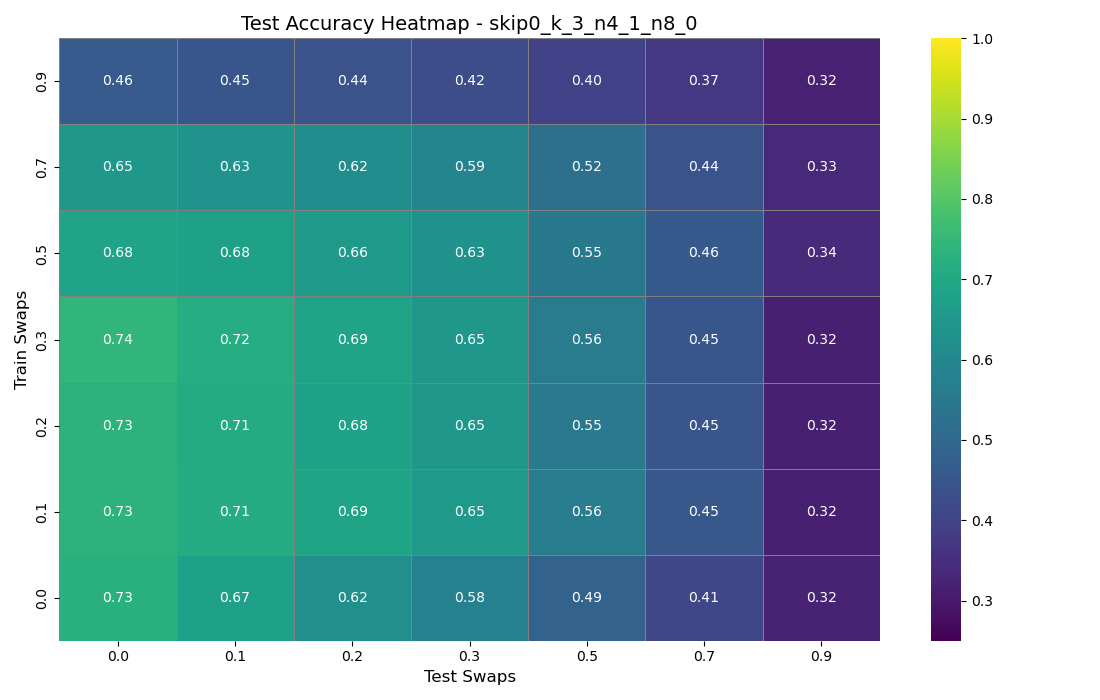 Test Accuracy Heatmap - skip0_k_3_n4_1_n8_0
Train Swaps
0.9 0.46 0.45 0.44 0.42 0.40 0.37 0.32
0.7 0.65 0.63 0.62 0.59 0.52 0.44 0.33
0.5 0.68 0.68 0.66 0.63 0.55 0.46 0.34
0.3 0.74 0.72 0.69 0.65 0.56 0.45 0.32
0.2 0.73 0.71 0.68 0.65 0.55 0.45 0.32
0.1 0.73 0.71 0.69 0.65 0.56 0.45 0.32
0.0 0.73 0.67 0.62 0.58 0.49 0.41 0.32
0.0 0.1 0.2 0.3 0.5 0.7 0.9
Test Swaps
1.0
0.9
0.8
0.7
0.6
0.5
0.4
0.3